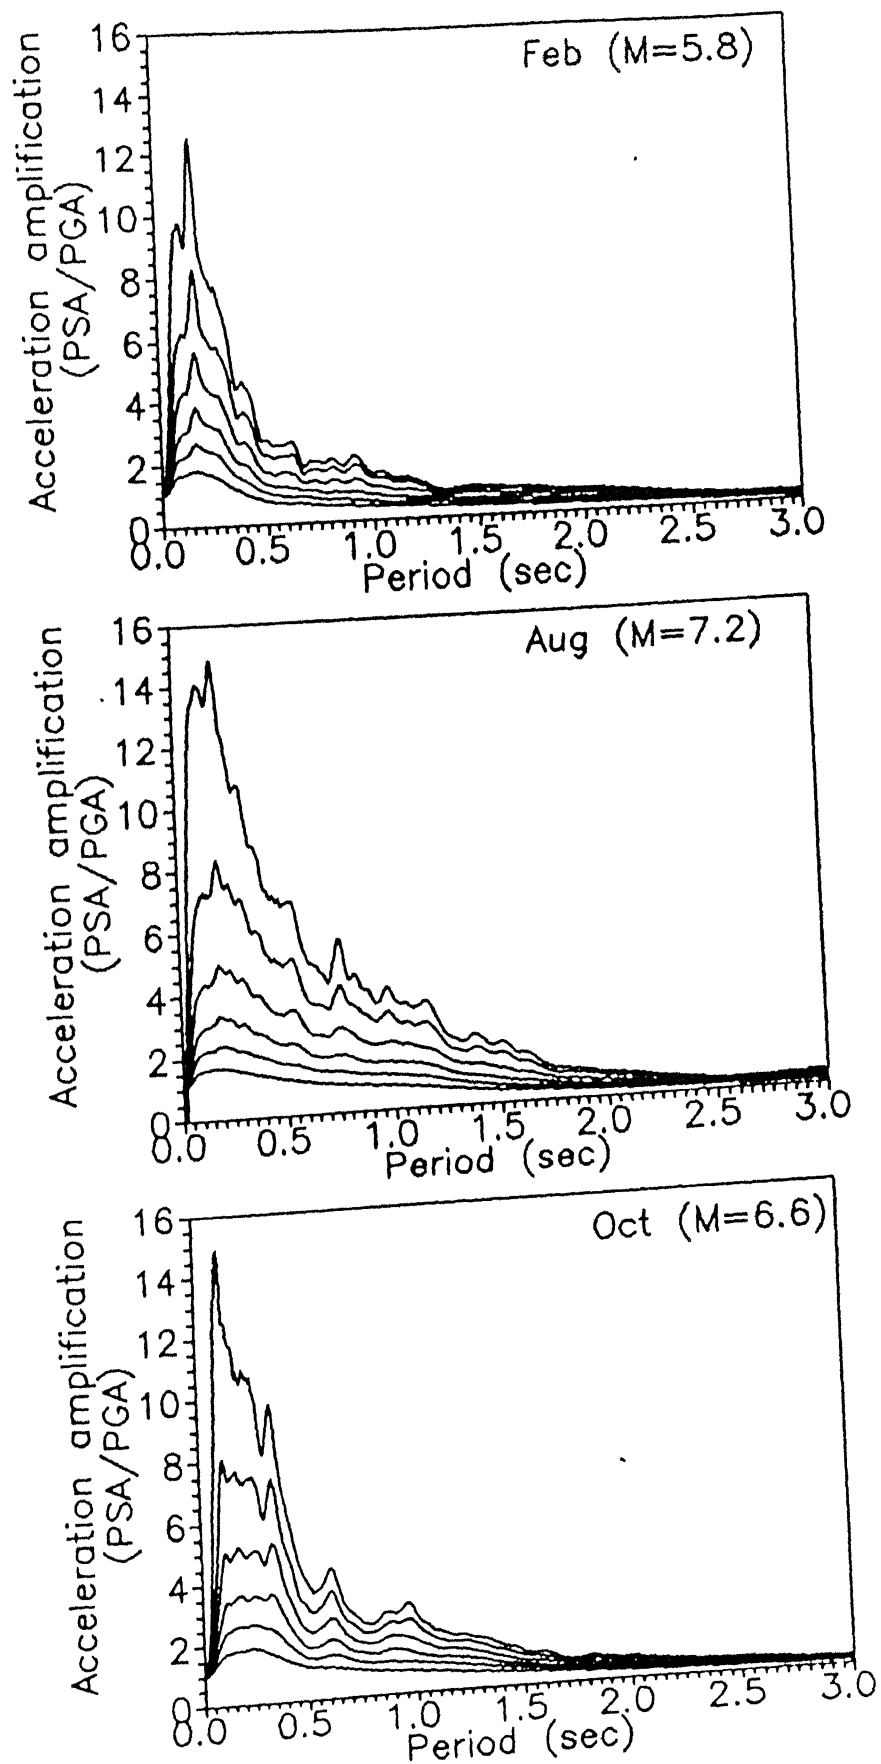 Feb (M=5.8)
Acceleration amplification
(PSA/PGA)
16
14
12
10
8
6
4
2
0
0.0 0.5 1.0 1.5 2.0 2.5 3.0
Period (sec)
Aug (M=7.2)
Acceleration amplification
(PSA/PGA)
16
14
12
10
8
6
4
2
0
0.0 0.5 1.0 1.5 2.0 2.5 3.0
Period (sec)
Oct (M=6.6)
Acceleration amplification
(PSA/PGA)
16
14
12
10
8
6
4
2
0
0.0 0.5 1.0 1.5 2.0 2.5 3.0
Period (sec)